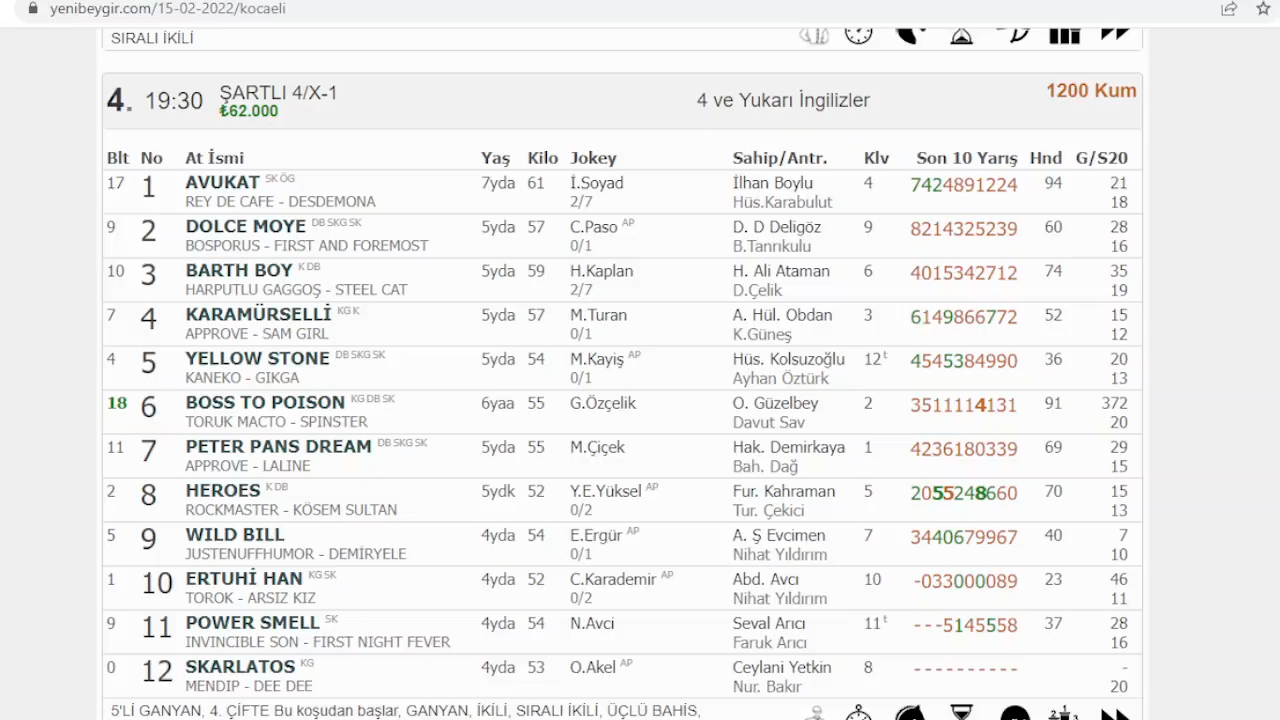 yenibeygir.com/15-02-2022/kocaeli
SIRALI İKİLİ
4. 19:30 ŞARTLI 4/X-1 4 ve Yukarı İngilizler 1200 Kum
₺62.000
Blt No At İsmi Yaş Kilo Jokey Sahip/Antr. Klv Son 10 Yarış Hnd G/S20
17 1 AVUKAT SK ÖG 7yda 61 İ.Soyad İlhan Boylu 4 7424891224 94 21
REY DE CAFE - DESDEMONA 2/7 Hüs.Karabulut 18
9 2 DOLCE MOYE DB SKG SK 5yda 57 C.Paso AP D. D Deligöz 9 8214325239 60 28
BOSPORUS - FIRST AND FOREMOST 0/1 B.Tanrıkulu 16
10 3 BARTH BOY K DB 5yda 59 H.Kaplan H. Ali Ataman 6 4015342712 74 35
HARPUTLU GAGGOŞ - STEEL CAT 2/7 D.Çelik 19
7 4 KARAMÜRSELLİ KG K 5yda 57 M.Turan A. Hül. Obdan 3 6149866772 52 15
APPROVE - SAM GIRL 0/1 K.Güneş 12
4 5 YELLOW STONE DB SKG SK 5yda 54 M.Kayiş AP Hüs. Kolsuzoğlu 12t 4545384990 36 20
KANEKO - GIKGA 0/1 Ayhan Öztürk 13
18 6 BOSS TO POISON KG DB SK 6yaa 55 G.Özçelik O. Güzelbey 2 3511114131 91 372
TORUK MACTO - SPINSTER Davut Sav 20
11 7 PETER PANS DREAM DB SKG SK 5yda 55 M.Çiçek Hak. Demirkaya 1 4236180339 69 29
APPROVE - LALINE Bah. Dağ 15
2 8 HEROES K DB 5ydk 52 Y.E.Yüksel AP Fur. Kahraman 5 2055248660 70 15
ROCKMASTER - KÖSEM SULTAN 0/2 Tur. Çekici 13
5 9 WILD BILL 4yda 54 E.Ergür AP A. Ş Evcimen 7 3440679967 40 7
JUSTENUFFHUMOR - DEMİRYELE 0/1 Nihat Yıldırım 10
1 10 ERTUHİ HAN KG SK 4yda 52 C.Karademir AP Abd. Avcı 10 -033000089 23 46
TOROK - ARSIZ KIZ 0/2 Nihat Yıldırım 11
9 11 POWER SMELL SK 4yda 54 N.Avci Seval Arıcı 11t ---5145558 37 28
INVINCIBLE SON - FIRST NIGHT FEVER Faruk Arıcı 16
0 12 SKARLATOS KG 4yda 53 O.Akel AP Ceylani Yetkin 8 ---------- -
MENDIP - DEE DEE Nur. Bakır 20
5'Lİ GANYAN, 4. ÇİFTE Bu koşudan başlar, GANYAN, İKİLİ, SIRALI İKİLİ, ÜÇLÜ BAHİS,